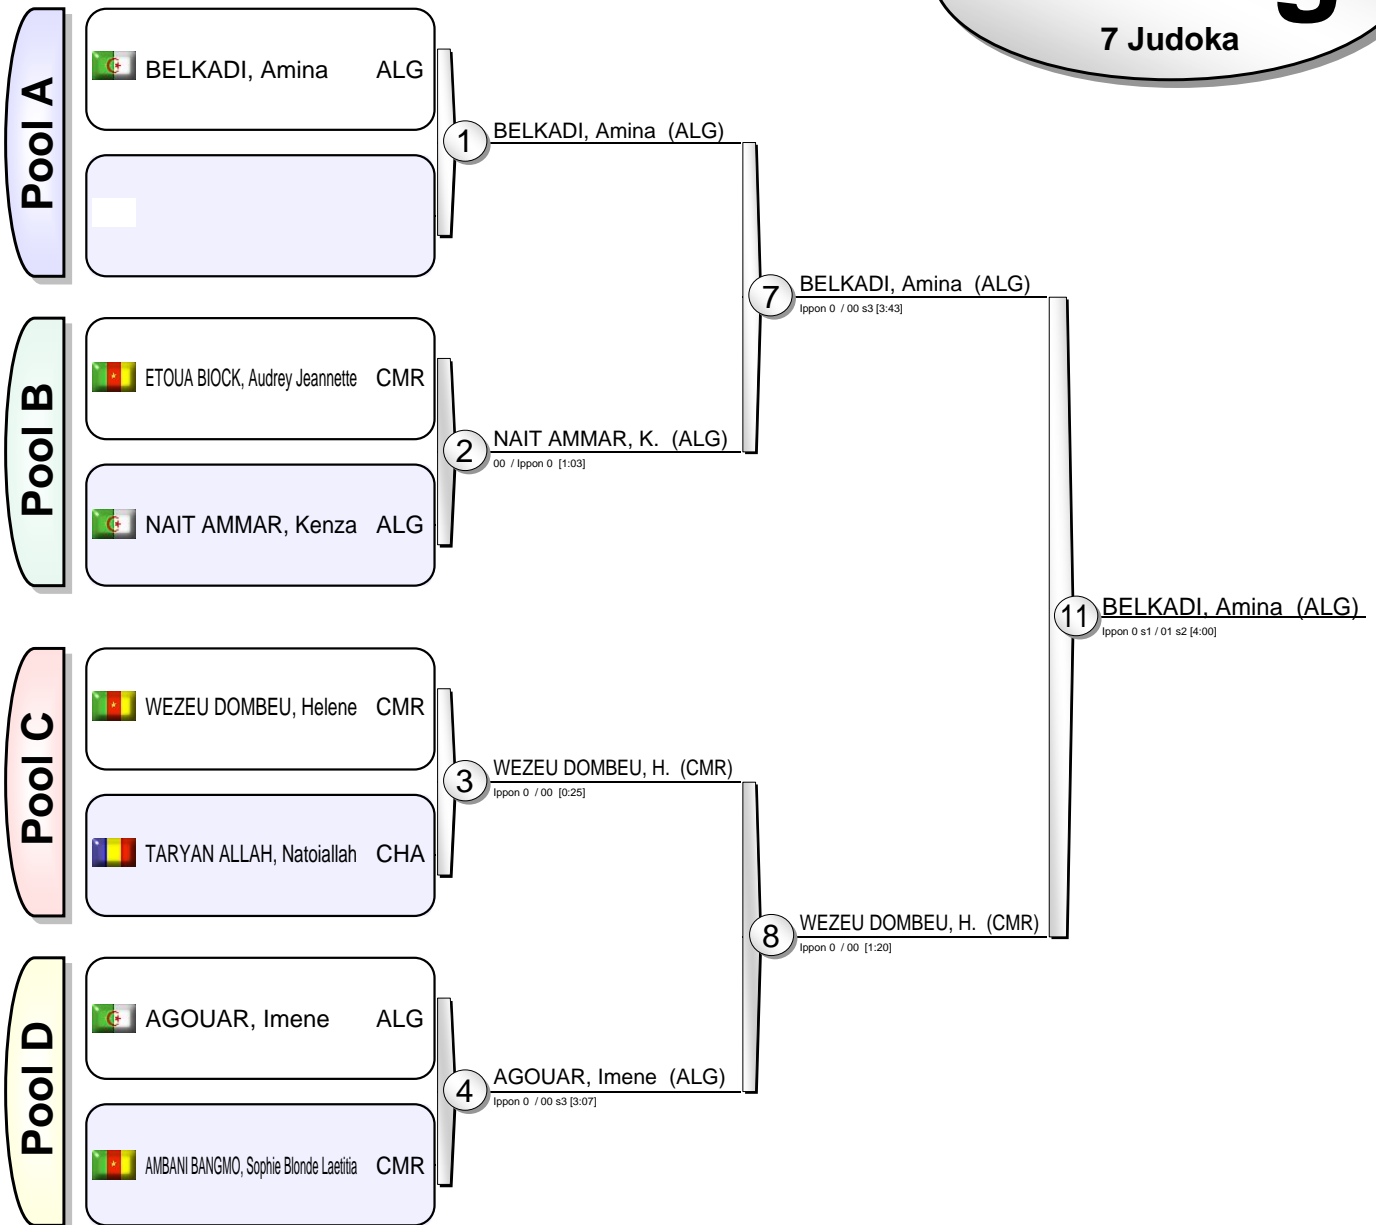 7 Judoka
Pool A
BELKADI, Amina ALG
1
BELKADI, Amina (ALG)
7
BELKADI, Amina (ALG)
Ippon 0 / 00 s3 [3:43]
Pool B
ETOUA BIOCK, Audrey Jeannette CMR
2
NAIT AMMAR, K. (ALG)
00 / Ippon 0 [1:03]
NAIT AMMAR, Kenza ALG
11
BELKADI, Amina (ALG)
Ippon 0 s1 / 01 s2 [4:00]
Pool C
WEZEU DOMBEU, Helene CMR
3
WEZEU DOMBEU, H. (CMR)
Ippon 0 / 00 [0:25]
TARYAN ALLAH, Natoiallah CHA
8
WEZEU DOMBEU, H. (CMR)
Ippon 0 / 00 [1:20]
Pool D
AGOUAR, Imene ALG
4
AGOUAR, Imene (ALG)
Ippon 0 / 00 s3 [3:07]
AMBANI BANGMO, Sophie Blonde Laetitia CMR